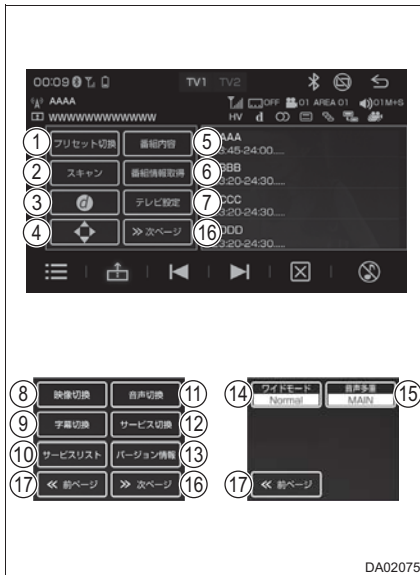 00:09
TV1 TV2
AAAA
OFF 01 AREA 01 01M+S
wwwwwwwwwwwww
HV d
1 プリセット切換 番組内容 5
AAA
:45-24:00
2 スキャン 番組情報取得 6
BBB
:20-24:30
3 d テレビ設定 7
CCC
:20-24:30
4 ≫ 次ページ 16
DDD
:20-24:30
8 映像切換 音声切換 11
9 字幕切換 サービス切換 12
10 サービスリスト バージョン情報 13
17 ≪ 前ページ ≫ 次ページ 16
14 ワイドモード 音声多重 15
Normal MAIN
17 ≪ 前ページ
DA02075